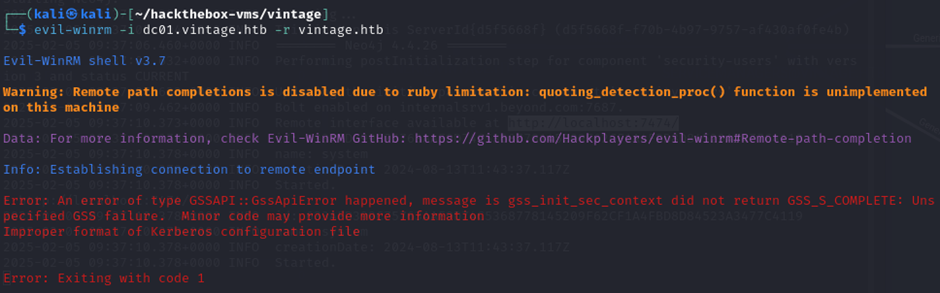 ┌──(kali㉿kali)-[~/hackthebox-vms/vintage]
└─$ evil-winrm -i dc01.vintage.htb -r vintage.htb
Evil-WinRM shell v3.7
Warning: Remote path completions is disabled due to ruby limitation: quoting_detection_proc() function is unimplemented
on this machine
Data: For more information, check Evil-WinRM GitHub: https://github.com/Hackplayers/evil-winrm#Remote-path-completion
Info: Establishing connection to remote endpoint
Error: An error of type GSSAPI::GssApiError happened, message is gss_init_sec_context did not return GSS_S_COMPLETE: Uns
pecified GSS failure.  Minor code may provide more information
Improper format of Kerberos configuration file
Error: Exiting with code 1